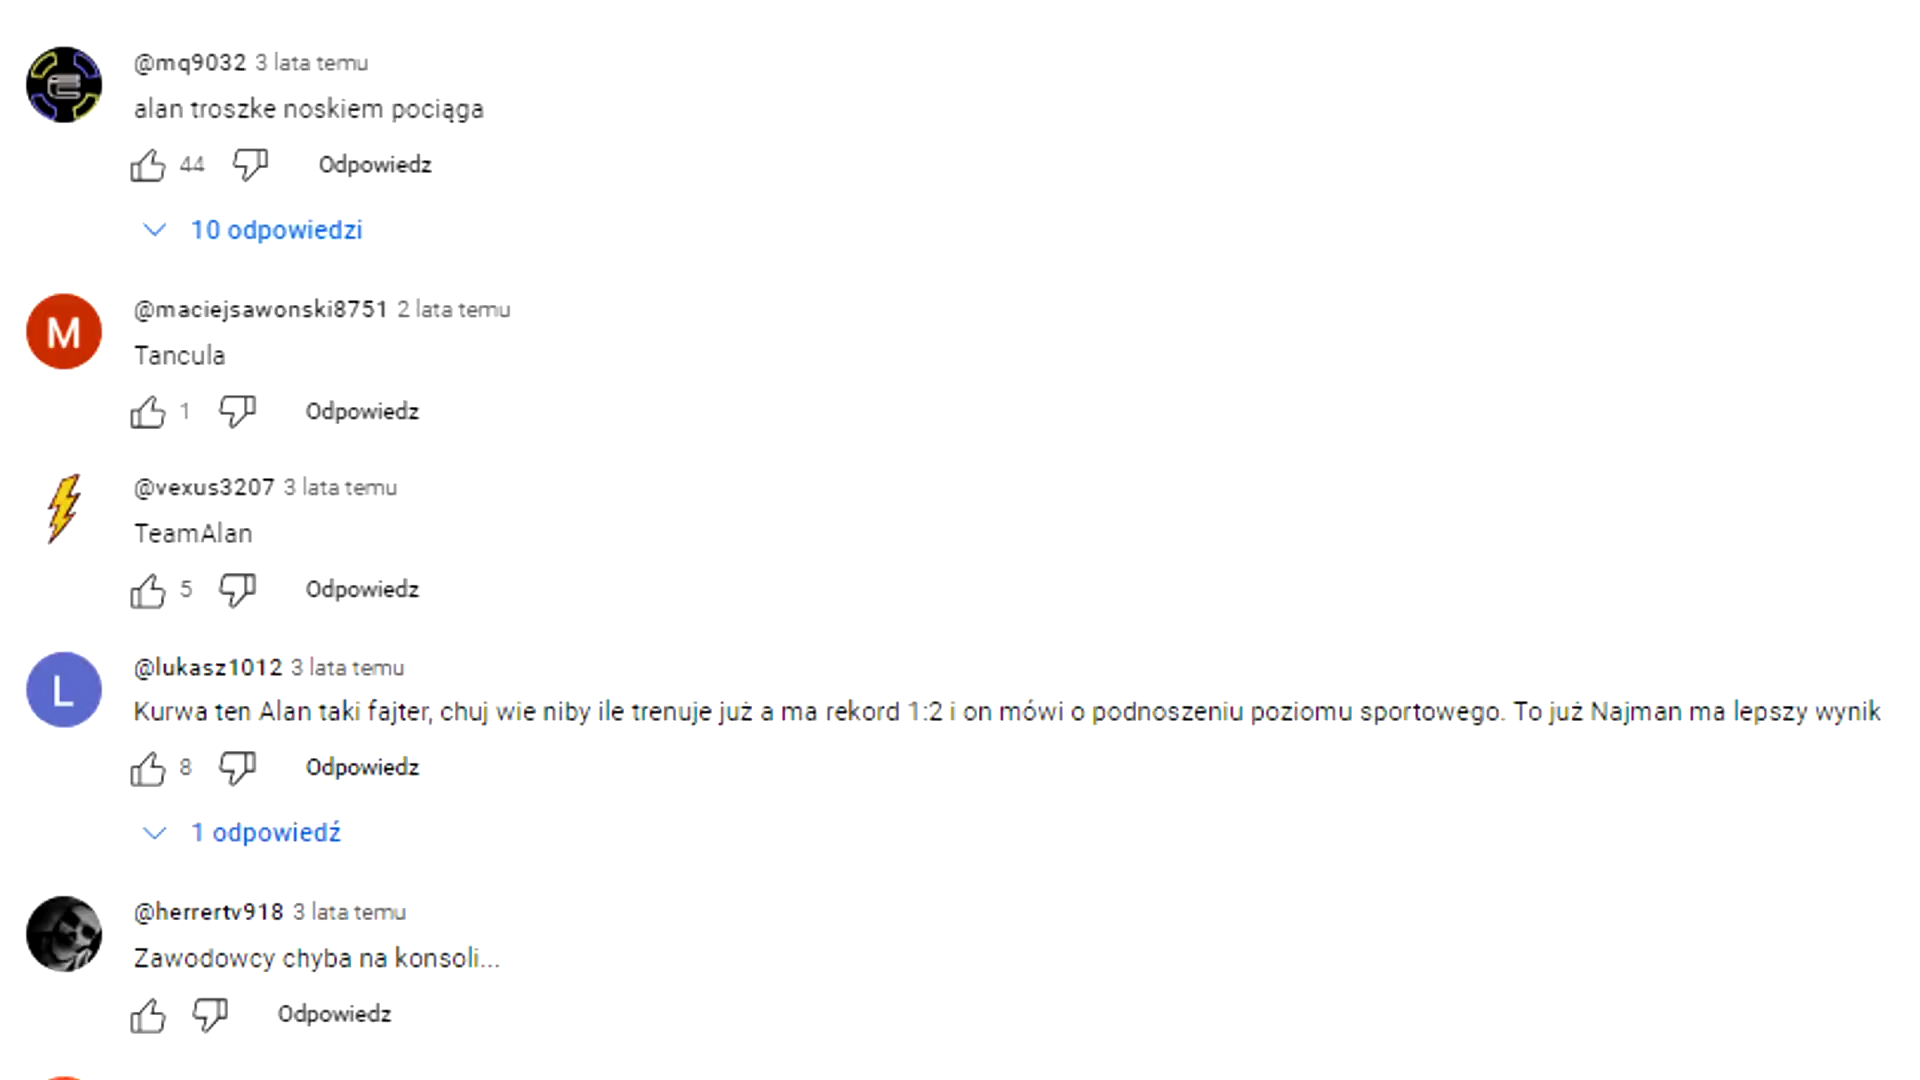 @mq9032 3 lata temu
alan troszke noskiem pociąga
44 Odpowiedz
10 odpowiedzi
M
@maciejsawonski8751 2 lata temu
Tancula
1 Odpowiedz
@vexus3207 3 lata temu
TeamAlan
5 Odpowiedz
L
@lukasz1012 3 lata temu
Kurwa ten Alan taki fajter, chuj wie niby ile trenuje już a ma rekord 1:2 i on mówi o podnoszeniu poziomu sportowego. To już Najman ma lepszy wynik
8 Odpowiedz
1 odpowiedź
@herrertv918 3 lata temu
Zawodowcy chyba na konsoli...
Odpowiedz